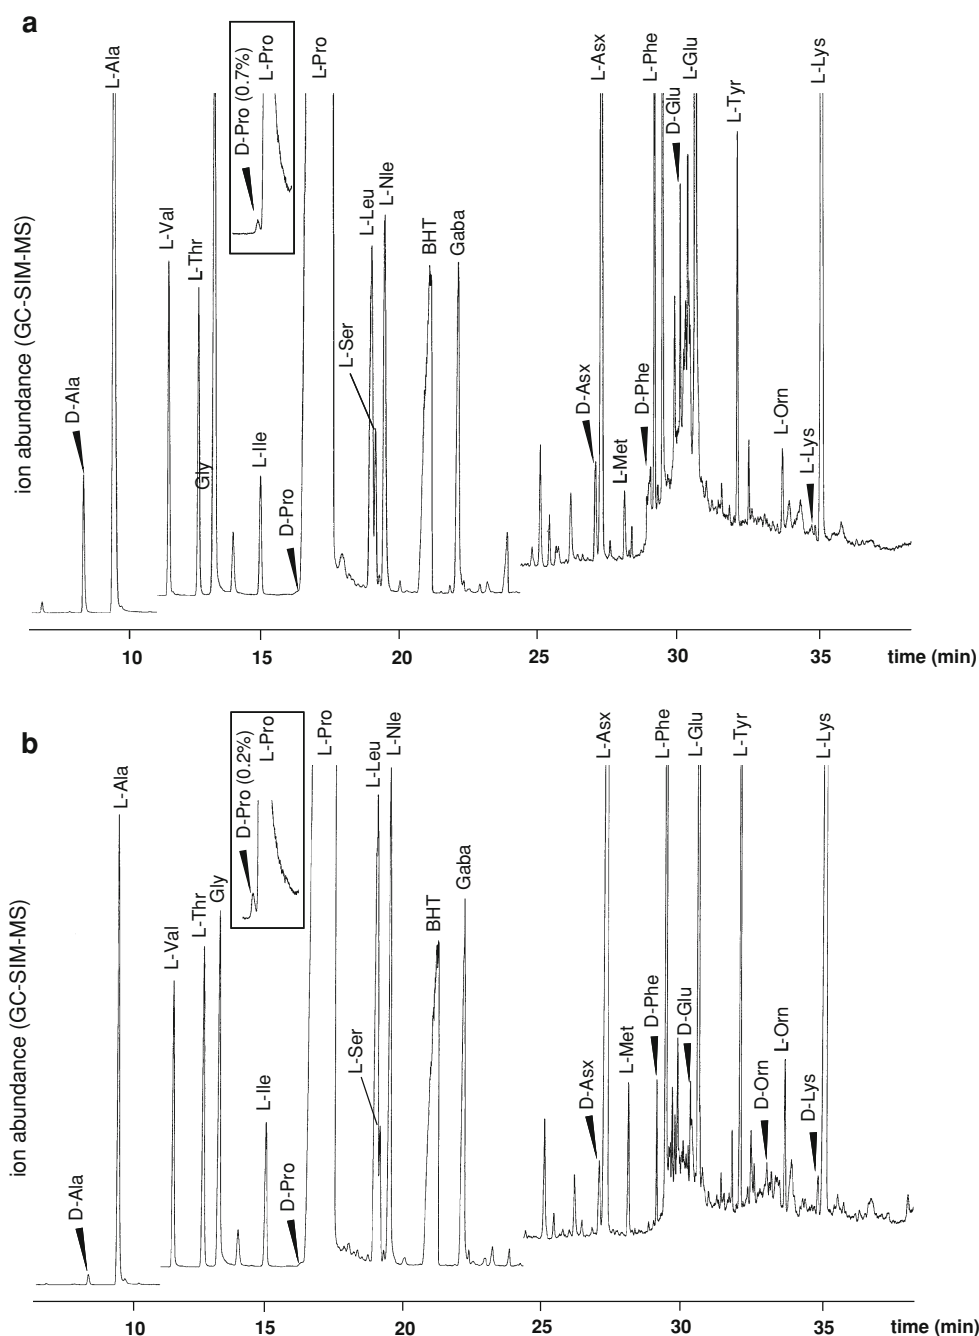 a
ion abundance (GC-SIM-MS)
D-Ala
L-Ala
L-Val
L-Thr
Gly
L-Ile
D-Pro (0.7%)
L-Pro
D-Pro
L-Pro
L-Ser
L-Leu
L-Nle
BHT
Gaba
D-Asx
L-Asx
L-Met
D-Phe
L-Phe
D-Glu
L-Glu
L-Tyr
L-Orn
L-Lys
L-Lys
10 15 20 25 30 35 time (min)
b
ion abundance (GC-SIM-MS)
D-Ala
L-Ala
L-Val
L-Thr
Gly
L-Ile
D-Pro (0.2%)
L-Pro
D-Pro
L-Pro
L-Ser
L-Leu
L-Nle
BHT
Gaba
D-Asx
L-Asx
L-Met
D-Phe
L-Phe
D-Glu
L-Glu
L-Tyr
D-Orn
L-Orn
D-Lys
L-Lys
10 15 20 25 30 35 time (min)